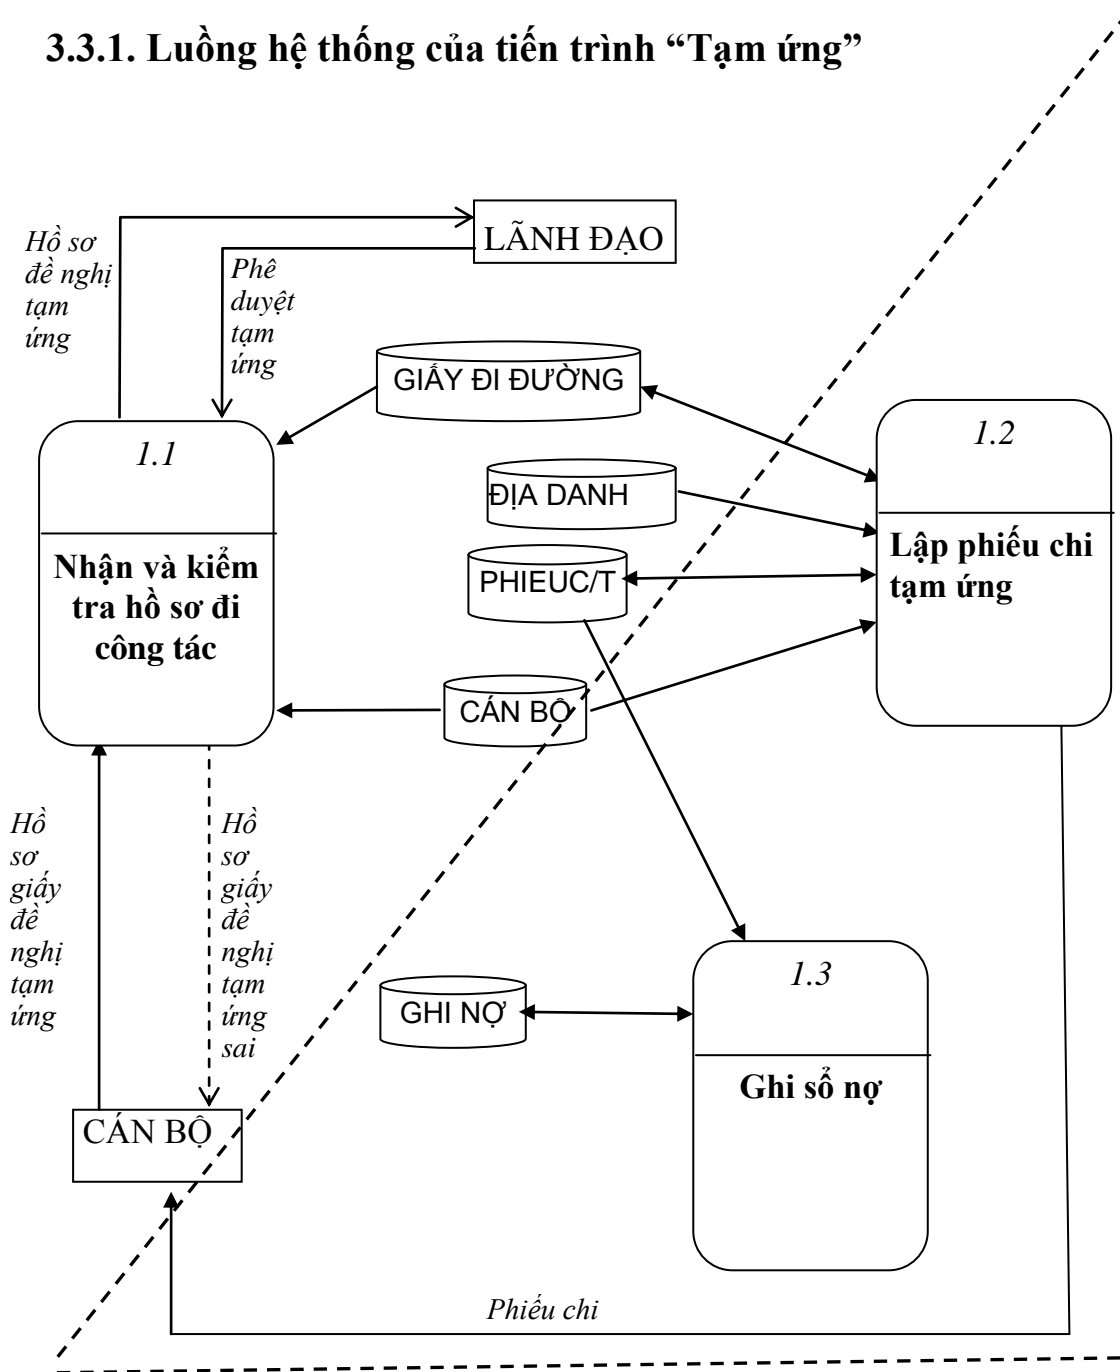 3.3.1. Luồng hệ thống của tiến trình “Tạm ứng”
LÃNH ĐẠO
Hồ sơ
đề nghị
tạm
ứng
Phê
duyệt
tạm
ứng
GIẤY ĐI ĐƯỜNG
1.1
1.2
ĐỊA DANH
Nhận và kiểm
tra hồ sơ đi
công tác
Lập phiếu chi
tạm ứng
PHIEUC/T
CÁN BỘ
Hồ
sơ
giấy
đề
nghị
tạm
ứng
Hồ
sơ
giấy
đề
nghị
tạm
ứng
sai
1.3
GHI NỢ
Ghi sổ nợ
CÁN BỘ
Phiếu chi